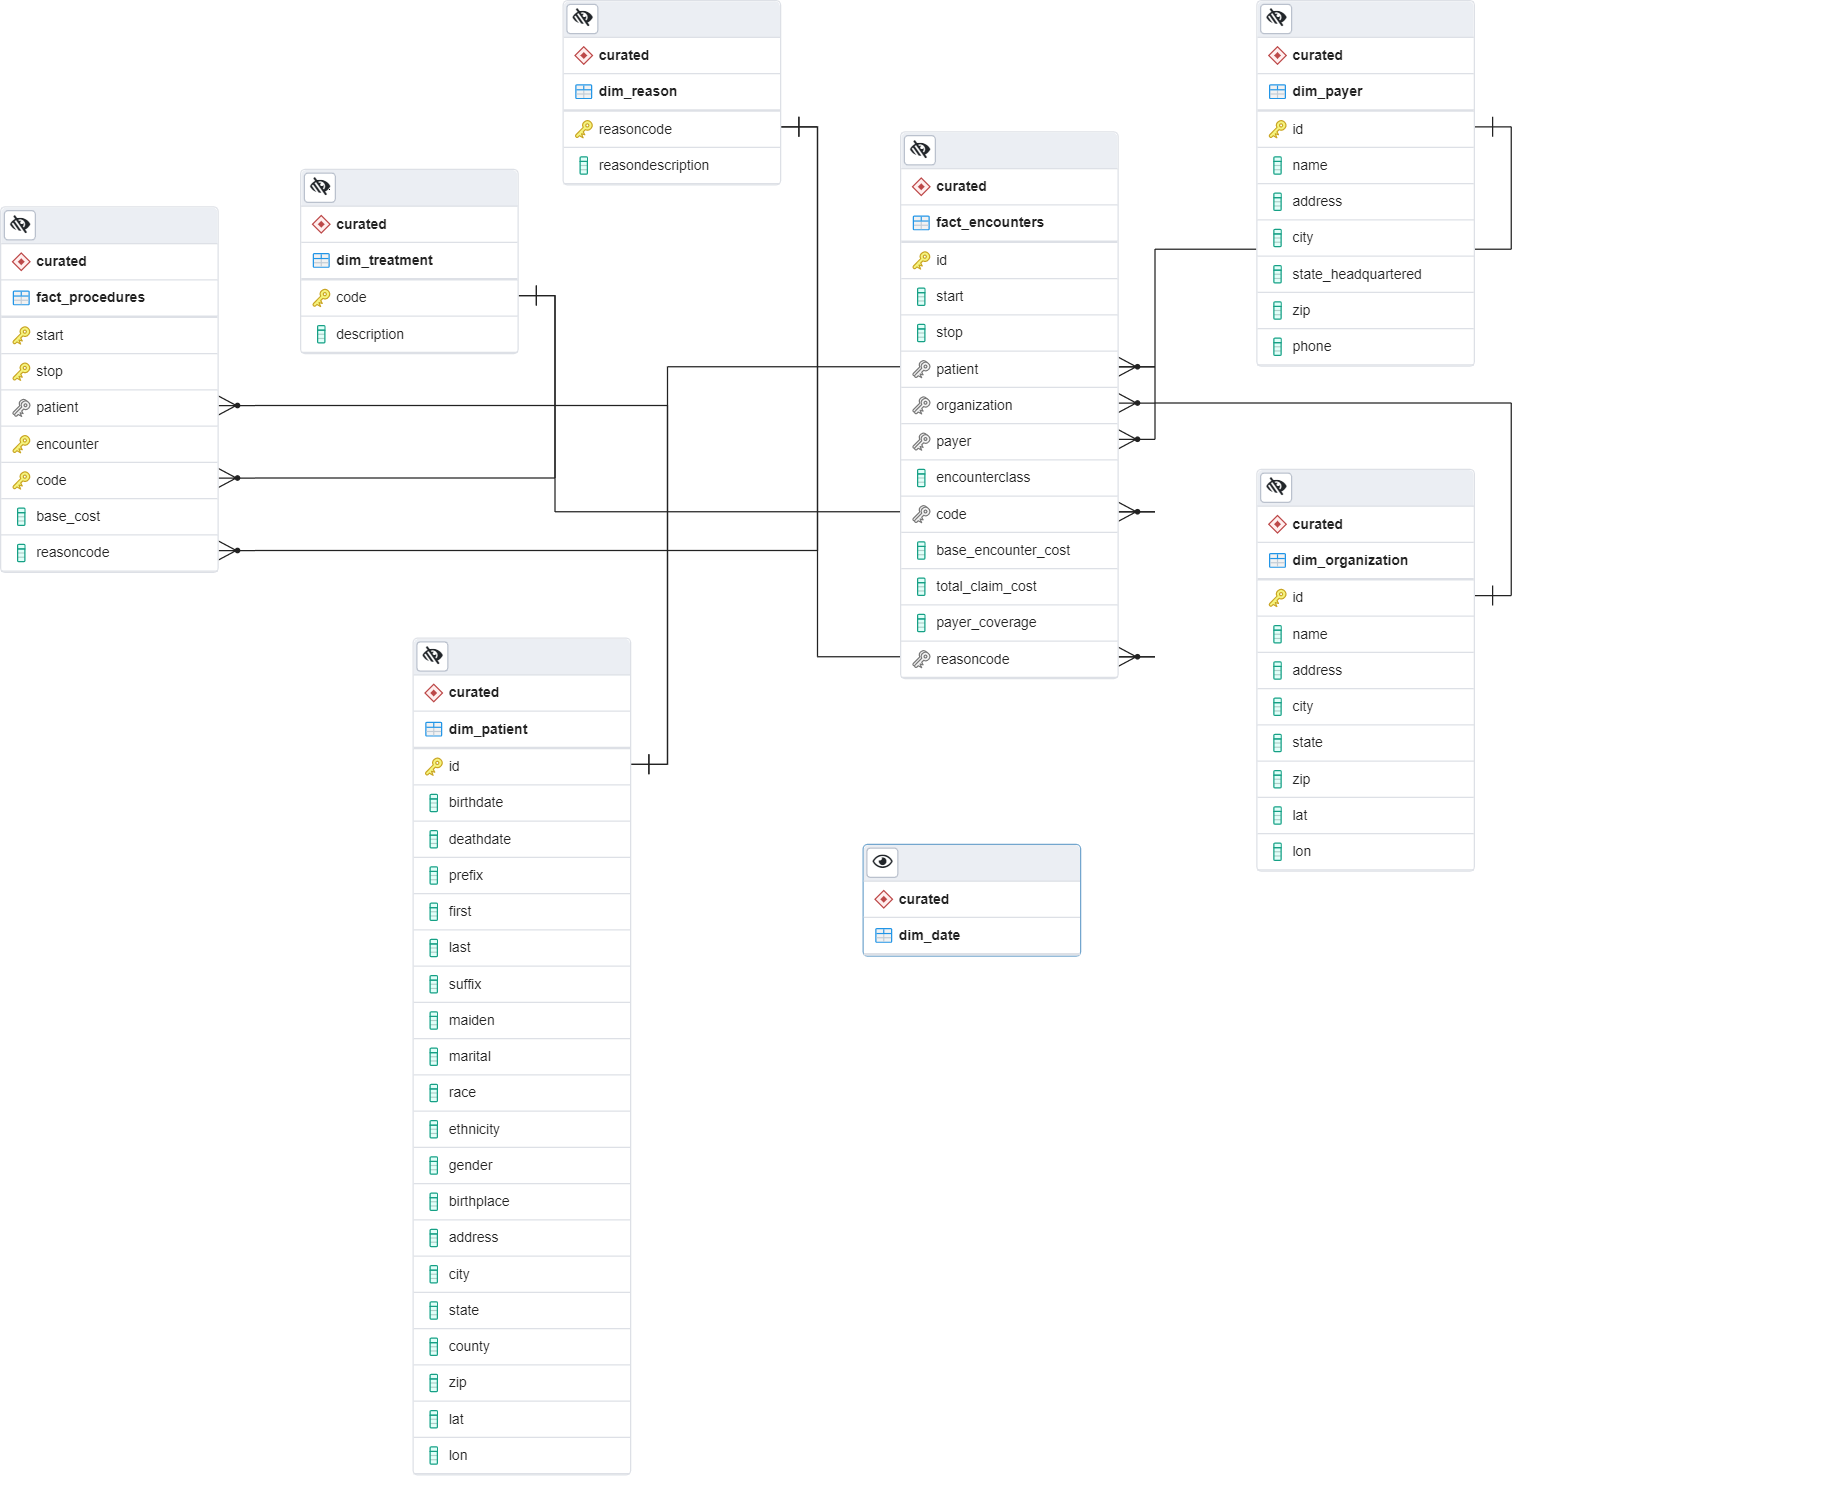 curated
dim_reason
reasoncode
reasondescription
curated
dim_payer
id
name
address
city
state_headquartered
zip
phone
curated
fact_encounters
id
start
stop
patient
organization
payer
encounterclass
code
base_encounter_cost
total_claim_cost
payer_coverage
reasoncode
curated
dim_treatment
code
description
curated
fact_procedures
start
stop
patient
encounter
code
base_cost
reasoncode
curated
dim_organization
id
name
address
city
state
zip
lat
lon
curated
dim_patient
id
birthdate
deathdate
prefix
first
last
suffix
maiden
marital
race
ethnicity
gender
birthplace
address
city
state
county
zip
lat
lon
curated
dim_date